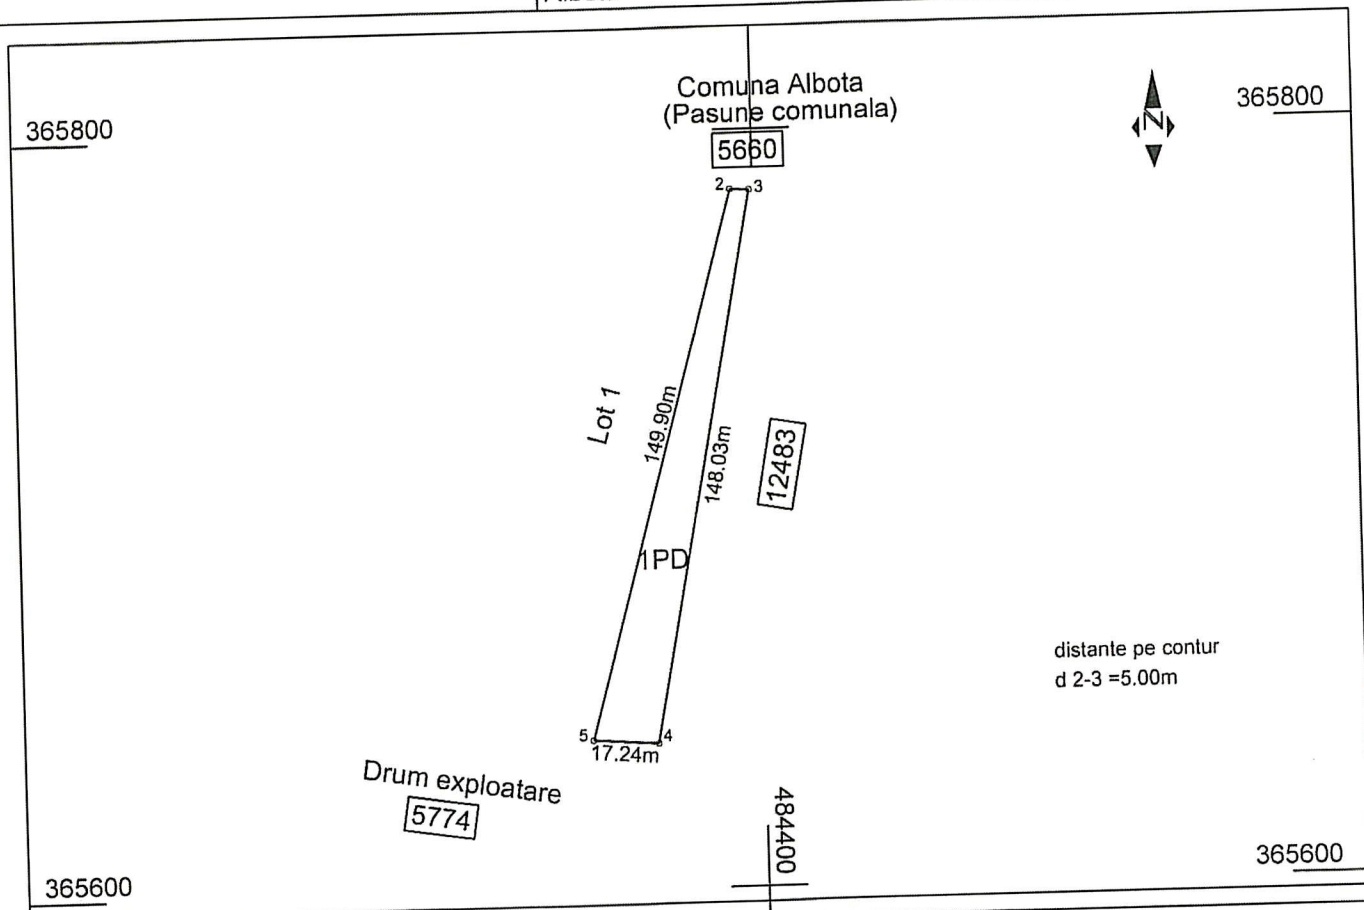 Comuna Albota
(Pasune comunala)
5660
365800
365800
N
2
3
Lot 1
149.90m
148.03m
12483
1PD
distante pe contur
d 2-3 =5.00m
5
4
17.24m
Drum exploatare
5774
484400
365600
365600